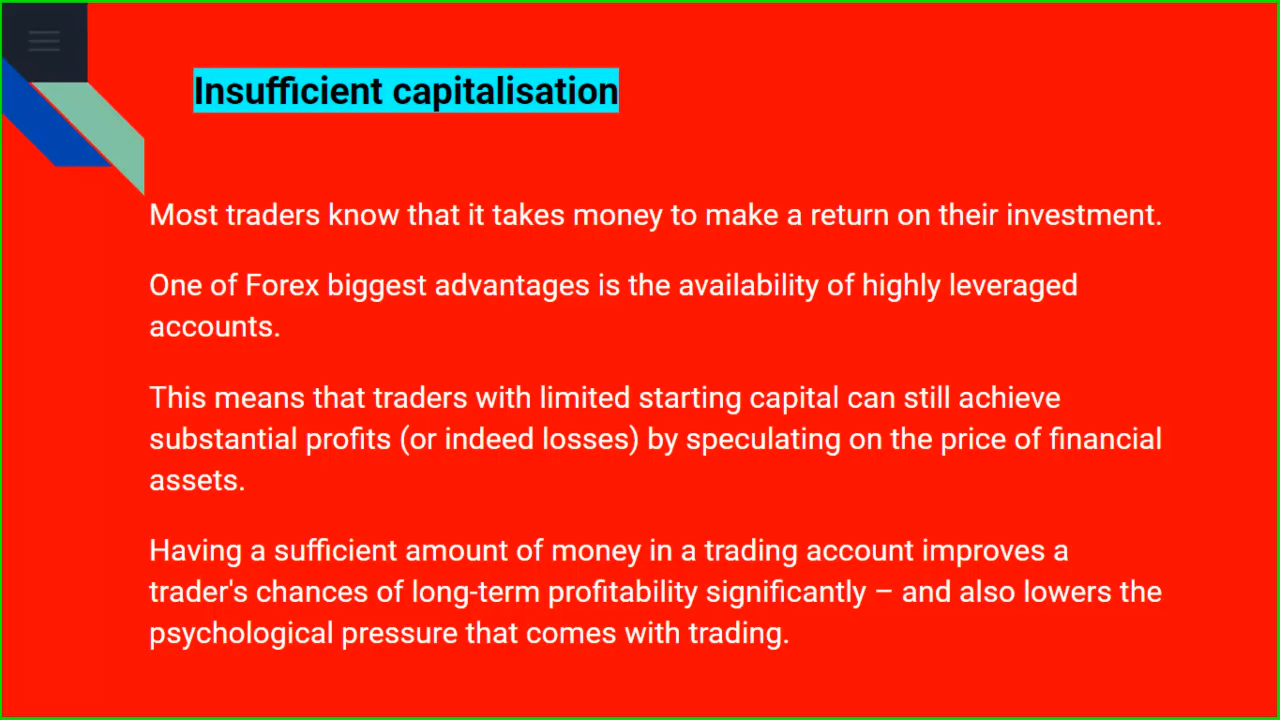 Insufficient capitalisation
Most traders know that it takes money to make a return on their investment.
One of Forex biggest advantages is the availability of highly leveraged
accounts.
This means that traders with limited starting capital can still achieve
substantial profits (or indeed losses) by speculating on the price of financial
assets.
Having a sufficient amount of money in a trading account improves a
trader's chances of long-term profitability significantly – and also lowers the
psychological pressure that comes with trading.